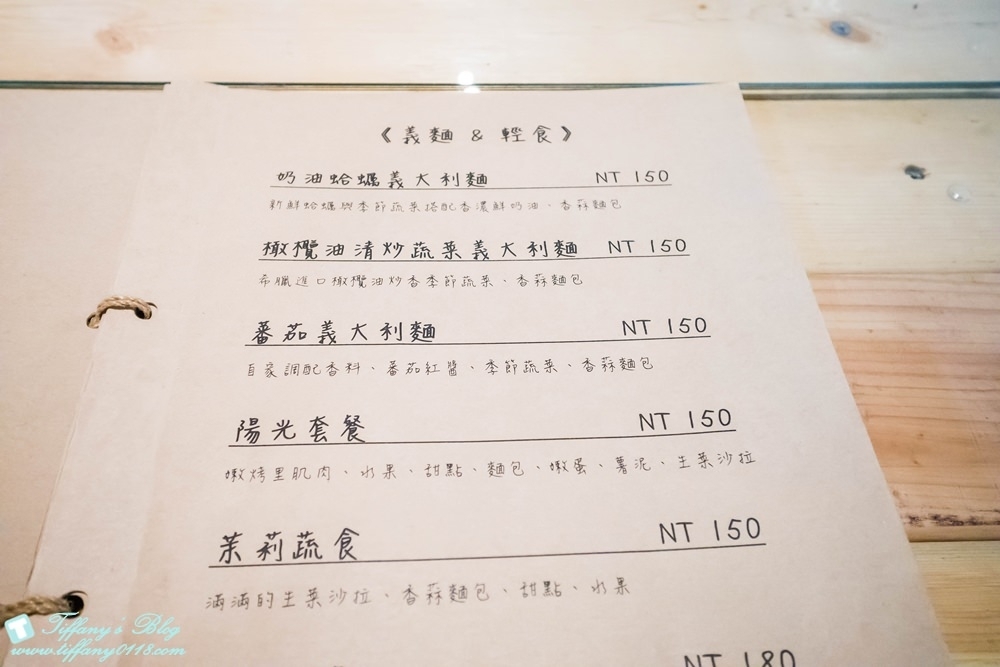 《義麵 & 輕食》
奶油蛤蠣義大利麵 NT 150
新鮮蛤蠣與季節蔬菜搭配香濃鮮奶油、香蒜麵包
橄欖油清炒蔬菜義大利麵 NT 150
希臘進口橄欖油炒香季節蔬菜、香蒜麵包
蕃茄義大利麵 NT 150
自家調配香料、蕃茄紅醬、季節蔬菜、香蒜麵包
陽光套餐 NT 150
嫩烤里肌肉、水果、甜點、麵包、嫩蛋、薯泥、生菜沙拉
茉莉蔬食 NT 150
滿滿的生菜沙拉、香蒜麵包、甜點、水果
NT 180
Tiffany's Blog
www.tiffany0118.com